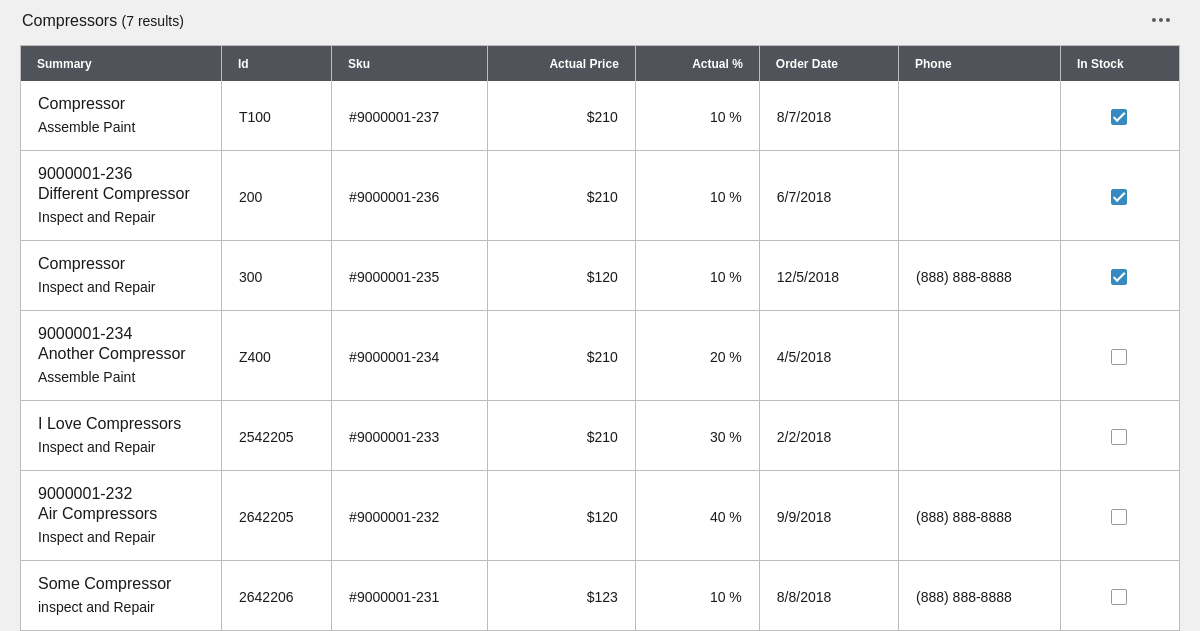 Compressors (7 results)
Summary Id Sku Actual Price Actual % Order Date Phone In Stock
Compressor
Assemble Paint
T100 #9000001-237 $210 10 % 8/7/2018
9000001-236
Different Compressor
Inspect and Repair
200 #9000001-236 $210 10 % 6/7/2018
Compressor
Inspect and Repair
300 #9000001-235 $120 10 % 12/5/2018 (888) 888-8888
9000001-234
Another Compressor
Assemble Paint
Z400 #9000001-234 $210 20 % 4/5/2018
I Love Compressors
Inspect and Repair
2542205 #9000001-233 $210 30 % 2/2/2018
9000001-232
Air Compressors
Inspect and Repair
2642205 #9000001-232 $120 40 % 9/9/2018 (888) 888-8888
Some Compressor
inspect and Repair
2642206 #9000001-231 $123 10 % 8/8/2018 (888) 888-8888